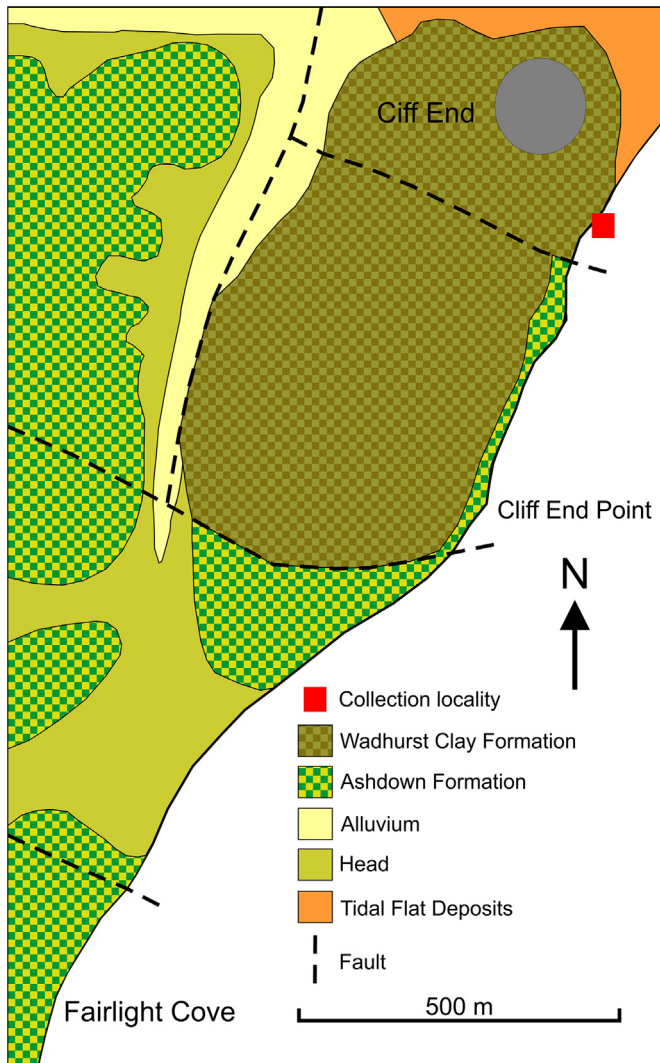 Ciff End
Cliff End Point
N
Collection locality
Wadhurst Clay Formation
Ashdown Formation
Alluvium
Head
Tidal Flat Deposits
Fault
Fairlight Cove
500 m